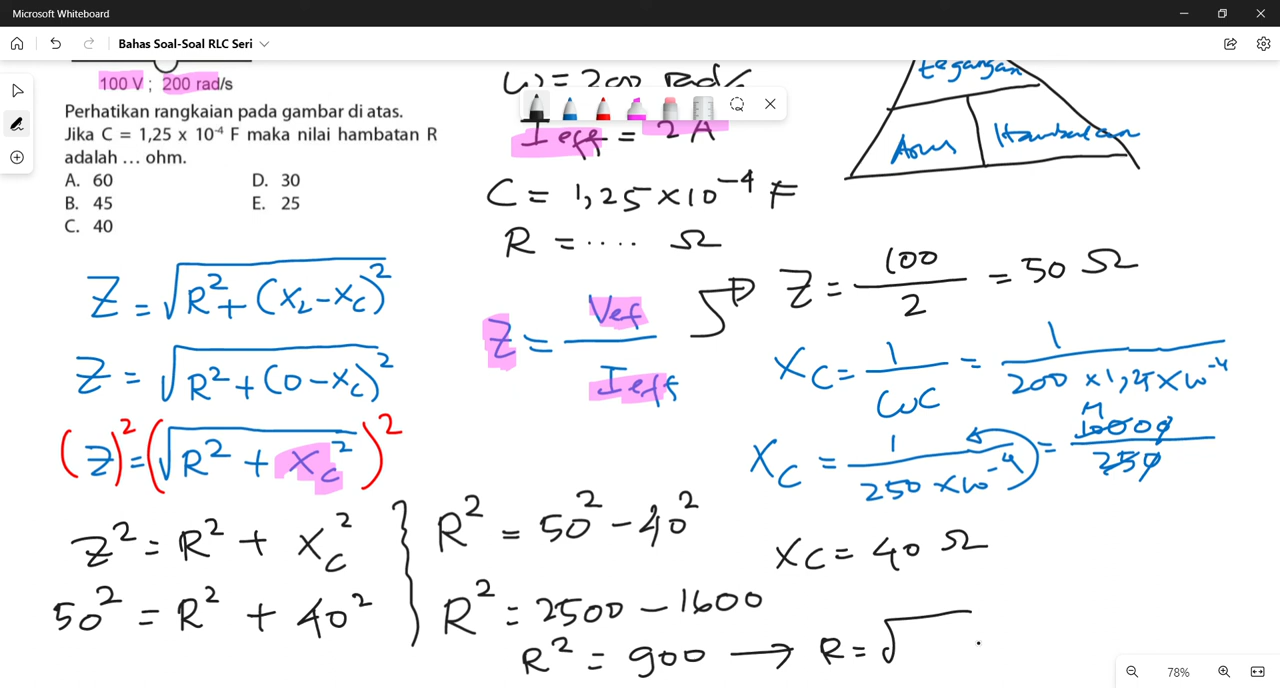 Microsoft Whiteboard
Bahas Soal-Soal RLC Seri
100 V ; 200 rad/s
Perhatikan rangkaian pada gambar di atas.
Jika C = 1,25 x 10⁻⁴ F maka nilai hambatan R
adalah ... ohm.
A. 60 D. 30
B. 45 E. 25
C. 40
ω = 200 rad/s
Ieff = 2 A
C = 1,25 × 10⁻⁴ F
R = .... Ω
Tegangan
Arus Hambatan
Z = √R² + (XL - XC)²
Z = √R² + (0 - XC)²
(Z)² = (√R² + XC²)²
Z² = R² + XC²
50² = R² + 40²
Z = Vef / Ieff
Z = 100 / 2 = 50 Ω
XC = 1 / ωC = 1 / 200 × 1,25 × 10⁻⁴
XC = 1 / 250 × 10⁻⁴ = 10000 / 250
XC = 40 Ω
R² = 50² - 40²
R² = 2500 - 1600
R² = 900 → R = √
78%